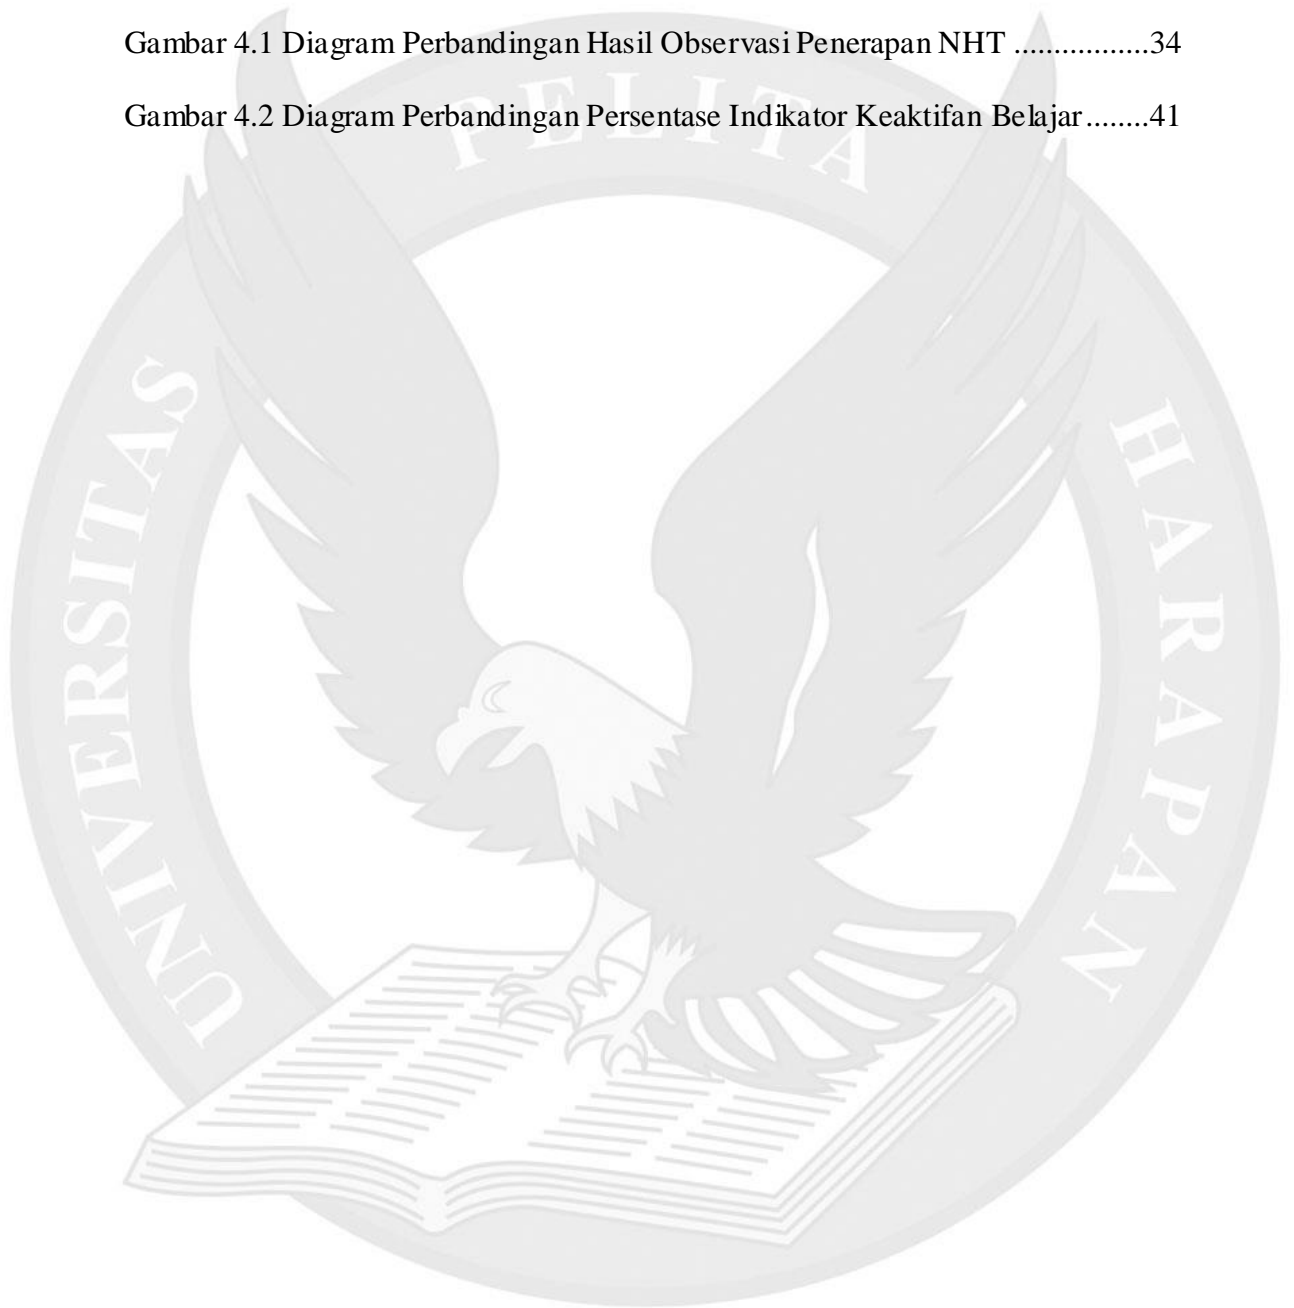 Gambar 4.1 Diagram Perbandingan Hasil Observasi Penerapan NHT .................34
Gambar 4.2 Diagram Perbandingan Persentase Indikator Keaktifan Belajar........41
UNIVERSITAS PELITA HARAPAN